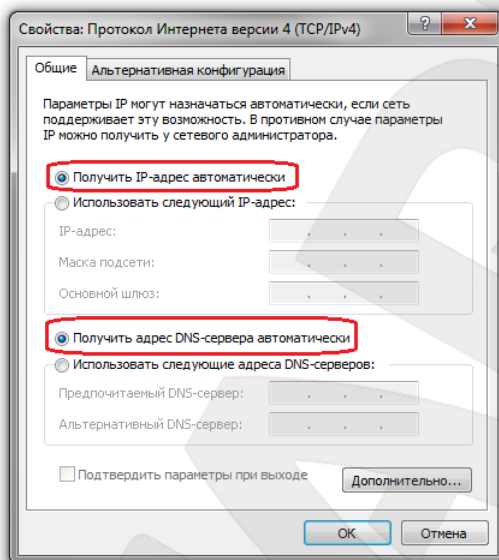 Свойства: Протокол Интернета версии 4 (TCP/IPv4)
Общие
Альтернативная конфигурация
Параметры IP могут назначаться автоматически, если сеть
поддерживает эту возможность. В противном случае параметры
IP можно получить у сетевого администратора.
Получить IP-адрес автоматически
Использовать следующий IP-адрес:
IP-адрес:
Маска подсети:
Основной шлюз:
Получить адрес DNS-сервера автоматически
Использовать следующие адреса DNS-серверов:
Предпочитаемый DNS-сервер:
Альтернативный DNS-сервер:
Подтвердить параметры при выходе
Дополнительно...
ОК
Отмена